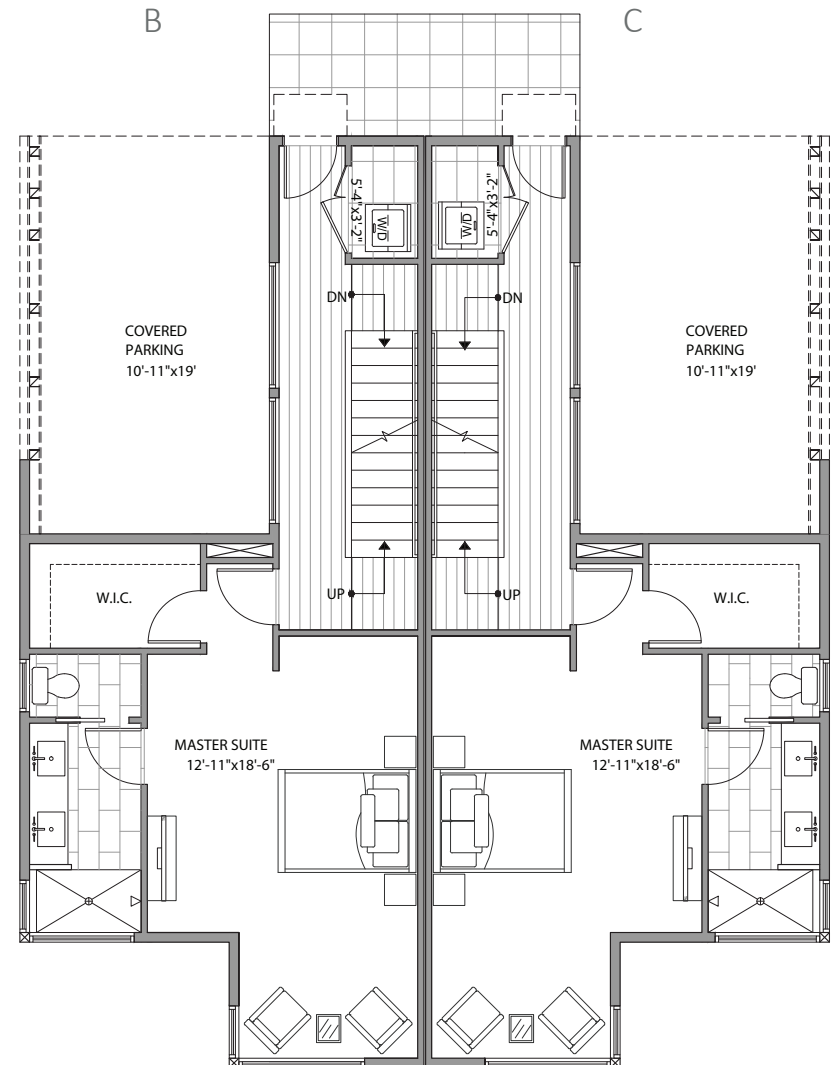 B
C
5'-4"x3'-2"
W/D
W/D
5'-4"x3'-2"
DN
DN
COVERED
PARKING
10'-11"x19'
COVERED
PARKING
10'-11"x19'
W.I.C.
UP
UP
W.I.C.
MASTER SUITE
12'-11"x18'-6"
MASTER SUITE
12'-11"x18'-6"